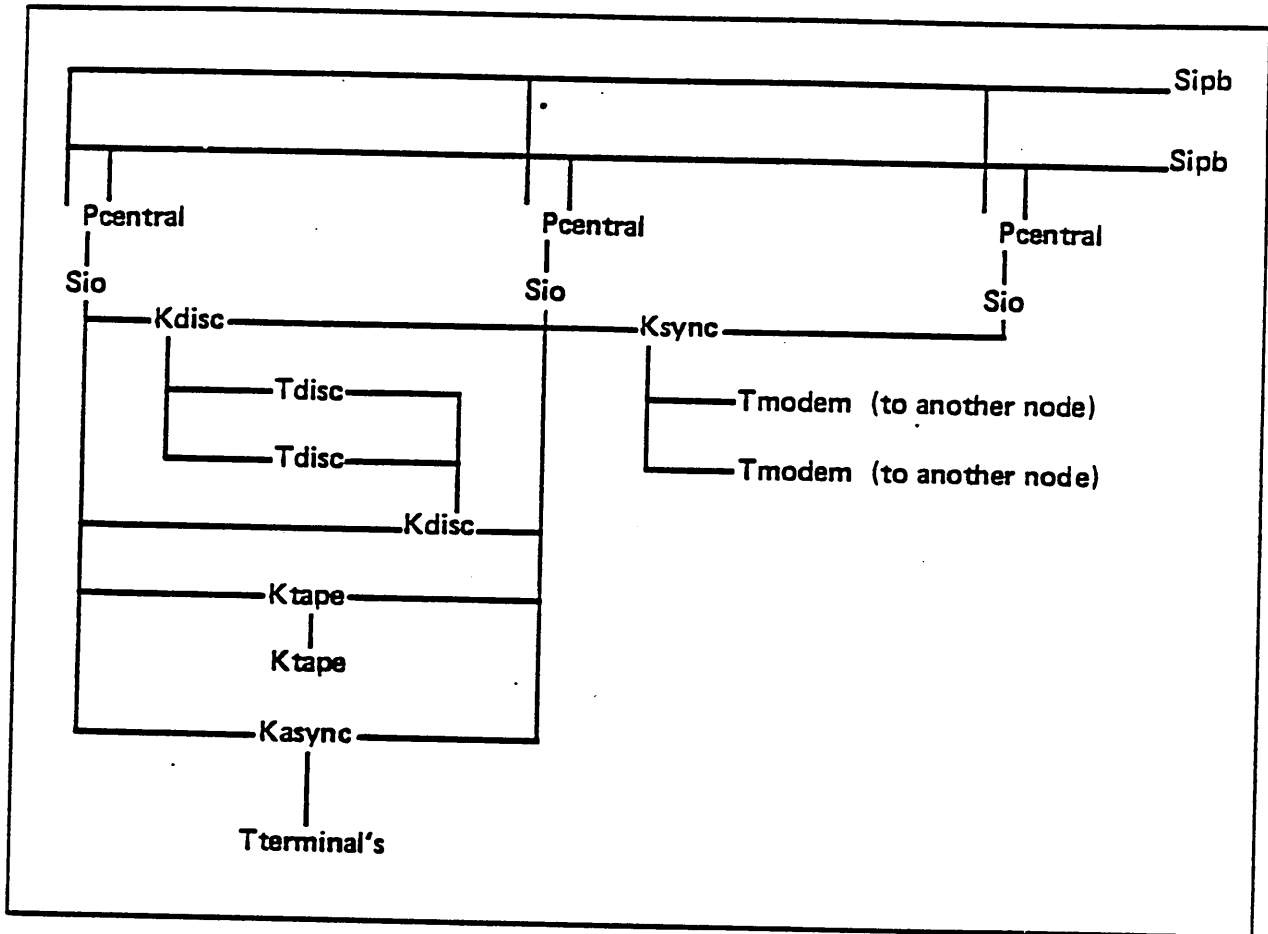 Sipb
Sipb
Pcentral
Pcentral
Pcentral
Sio
Sio
Sio
Kdisc
Ksync
Tdisc
Tmodem (to another node)
Tdisc
Tmodem (to another node)
Kdisc
Ktape
Ktape
Kasync
Tterminal's